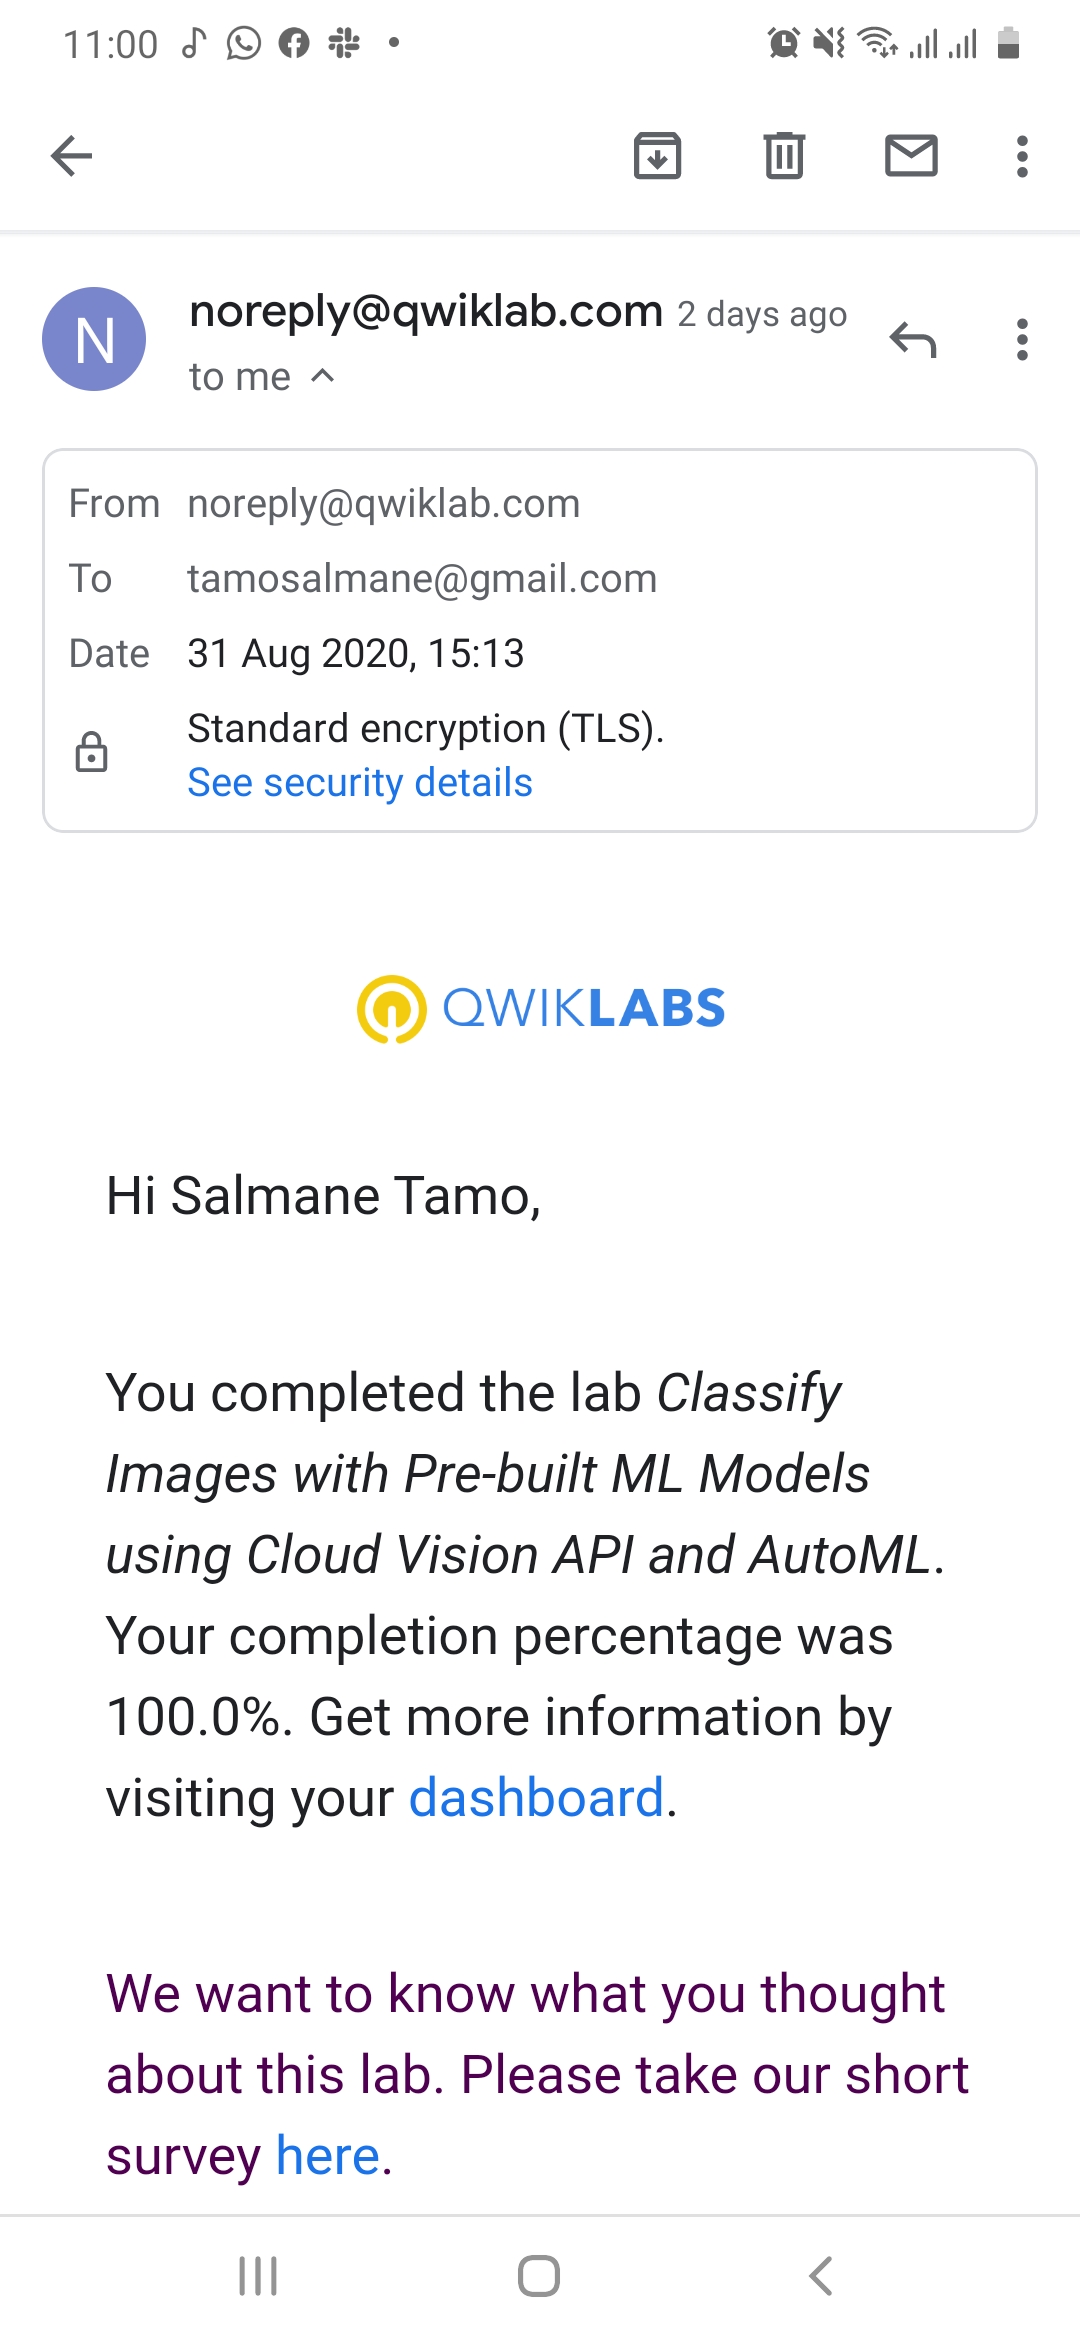 11:00
N
noreply@qwiklab.com 2 days ago
to me
From noreply@qwiklab.com
To tamosalmane@gmail.com
Date 31 Aug 2020, 15:13
Standard encryption (TLS).
See security details
QWIKLABS
Hi Salmane Tamo,
You completed the lab Classify
Images with Pre-built ML Models
using Cloud Vision API and AutoML.
Your completion percentage was
100.0%. Get more information by
visiting your dashboard.
We want to know what you thought
about this lab. Please take our short
survey here.